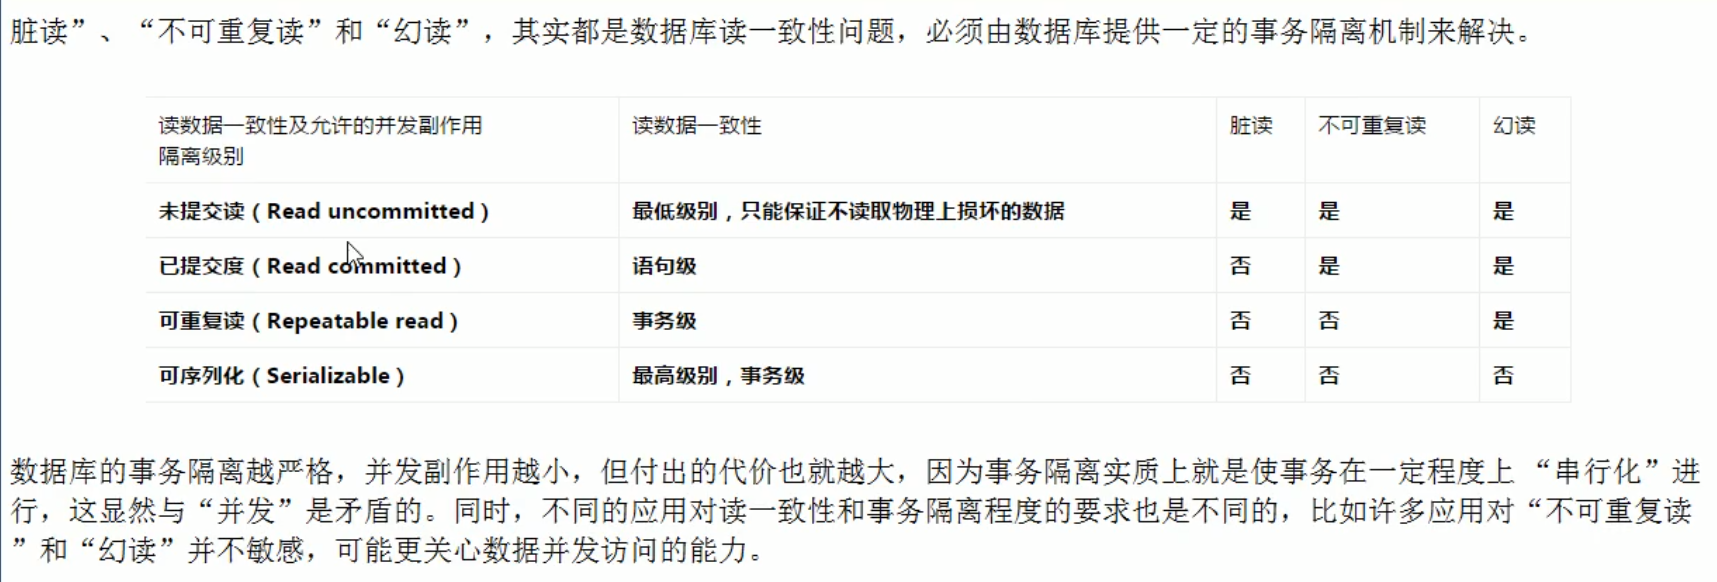 脏读”、“不可重复读”和“幻读”，其实都是数据库读一致性问题，必须由数据库提供一定的事务隔离机制来解决。
读数据一致性及允许的并发副作用
隔离级别
读数据一致性
脏读
不可重复读
幻读
未提交读（Read uncommitted）
最低级别，只能保证不读取物理上损坏的数据
是
是
是
已提交度（Read committed）
语句级
否
是
是
可重复读（Repeatable read）
事务级
否
否
是
可序列化（Serializable）
最高级别，事务级
否
否
否
数据库的事务隔离越严格，并发副作用越小，但付出的代价也就越大，因为事务隔离实质上就是使事务在一定程度上 “串行化”进
行，这显然与“并发”是矛盾的。同时，不同的应用对读一致性和事务隔离程度的要求也是不同的，比如许多应用对“不可重复读
”和“幻读”并不敏感，可能更关心数据并发访问的能力。